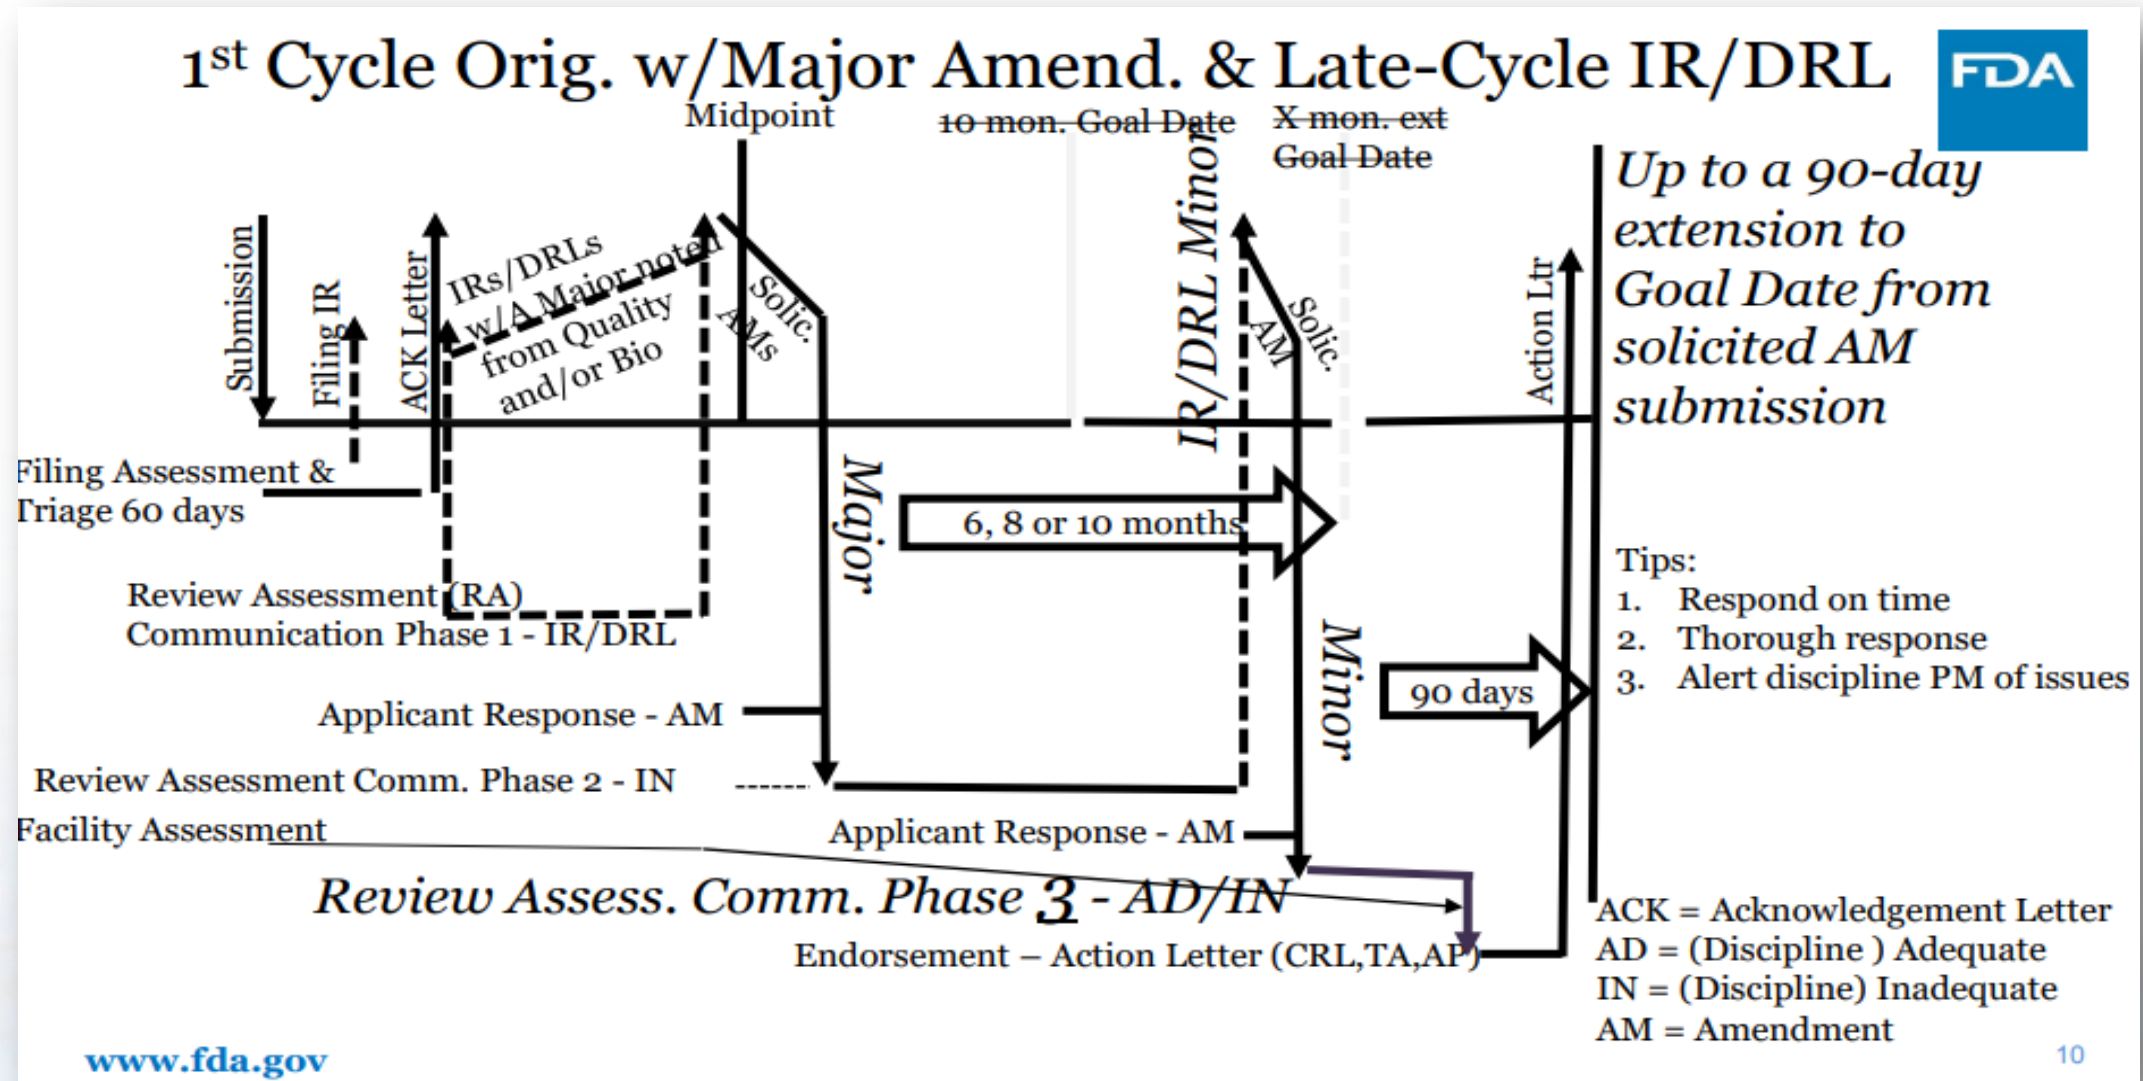 1st Cycle Orig. w/Major Amend. & Late-Cycle IR/DRL
FDA
Midpoint
10 mon. Goal Date
X mon. ext
Goal Date
Submission
Filing IR
ACK Letter
IRs/DRLs
w/A Major noted
from Quality
and/or Bio
Solic.
AMs
IR/DRL Minor
Solic.
AM
Action Ltr
Up to a 90-day
extension to
Goal Date from
solicited AM
submission
Filing Assessment &
Triage 60 days
Major
6, 8 or 10 months
Review Assessment (RA)
Communication Phase 1 - IR/DRL
Minor
90 days
Tips:
1. Respond on time
2. Thorough response
3. Alert discipline PM of issues
Applicant Response - AM
Review Assessment Comm. Phase 2 - IN
Facility Assessment
Applicant Response - AM
Review Assess. Comm. Phase 3 - AD/IN
Endorsement – Action Letter (CRL,TA,AP)
ACK = Acknowledgement Letter
AD = (Discipline ) Adequate
IN = (Discipline) Inadequate
AM = Amendment
www.fda.gov
10